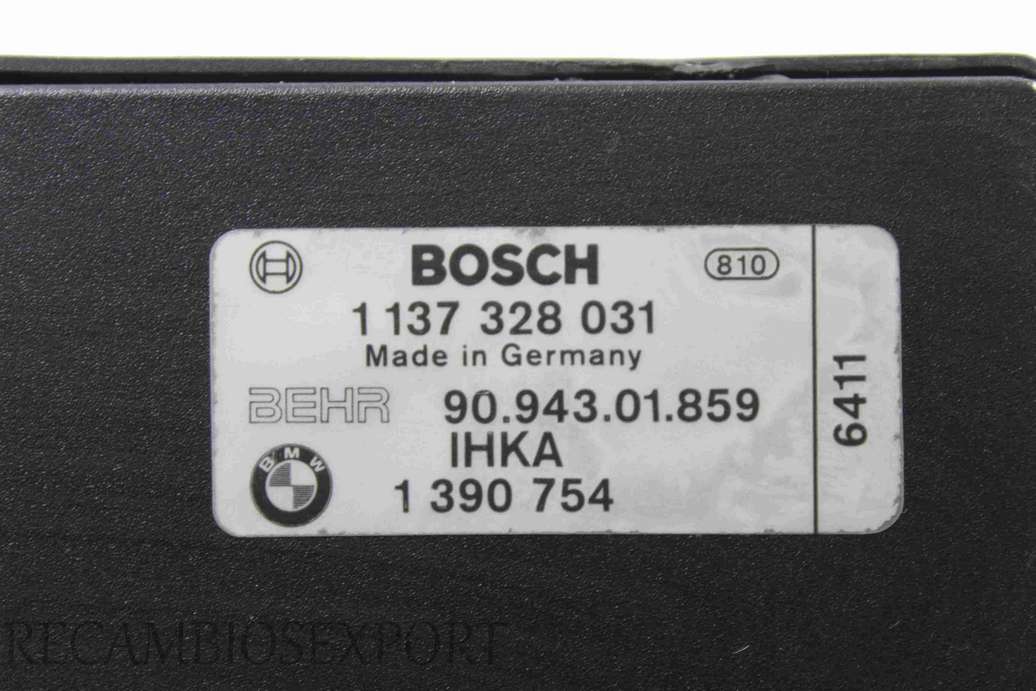 BOSCH 810
1 137 328 031
Made in Germany
BEHR 90.943.01.859
IHKA
BMW 1 390 754
6411
RECAMBIOSEXPORT